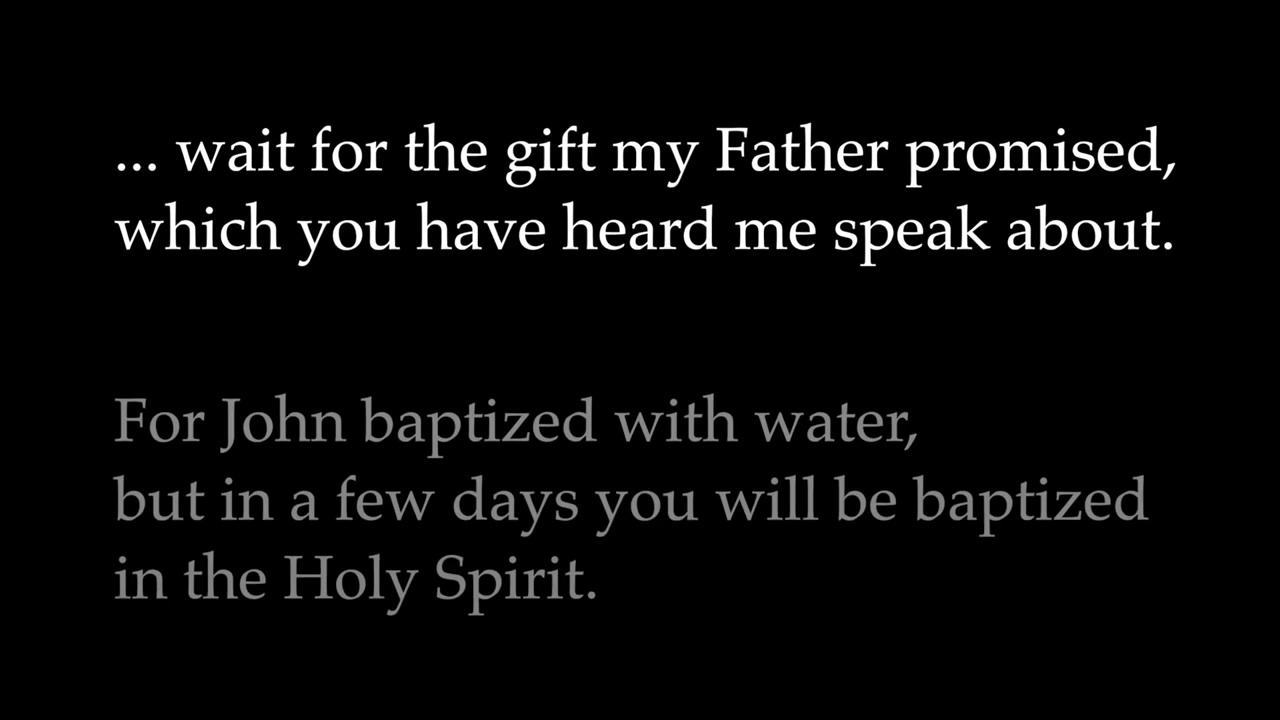 ... wait for the gift my Father promised,
which you have heard me speak about.
For John baptized with water,
but in a few days you will be baptized
in the Holy Spirit.